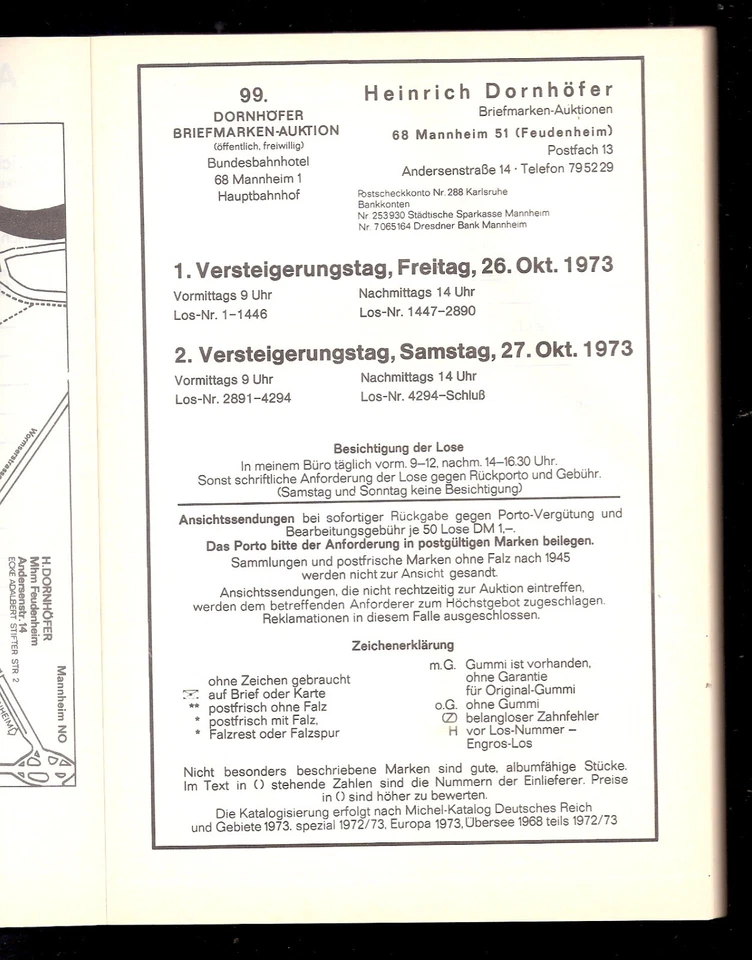 99.
DORNHÖFER
BRIEFMARKEN-AUKTION
(öffentlich, freiwillig)
Bundesbahnhotel
68 Mannheim 1
Hauptbahnhof
Heinrich Dornhöfer
Briefmarken-Auktionen
68 Mannheim 51 (Feudenheim)
Postfach 13
Andersenstraße 14 · Telefon 795229
Postscheckkonto Nr. 288 Karlsruhe
Bankkonten
Nr 253930 Städtische Sparkasse Mannheim
Nr. 7065164 Dresdner Bank Mannheim
1. Versteigerungstag, Freitag, 26. Okt. 1973
Vormittags 9 Uhr
Los-Nr. 1–1446
Nachmittags 14 Uhr
Los-Nr. 1447–2890
2. Versteigerungstag, Samstag, 27. Okt. 1973
Vormittags 9 Uhr
Los-Nr. 2891–4294
Nachmittags 14 Uhr
Los-Nr. 4294–Schluß
Besichtigung der Lose
In meinem Büro täglich vorm. 9–12, nachm. 14–16.30 Uhr.
Sonst schriftliche Anforderung der Lose gegen Rückporto und Gebühr.
(Samstag und Sonntag keine Besichtigung)
Ansichtssendungen bei sofortiger Rückgabe gegen Porto-Vergütung und
Bearbeitungsgebühr je 50 Lose DM 1,–.
Das Porto bitte der Anforderung in postgültigen Marken beilegen.
Sammlungen und postfrische Marken ohne Falz nach 1945
werden nicht zur Ansicht gesandt.
Ansichtssendungen, die nicht rechtzeitig zur Auktion eintreffen,
werden dem betreffenden Anforderer zum Höchstgebot zugeschlagen.
Reklamationen in diesem Falle ausgeschlossen.
Zeichenerklärung
ohne Zeichen gebraucht
✉ auf Brief oder Karte
** postfrisch ohne Falz
* postfrisch mit Falz,
* Falzrest oder Falzspur
m.G. Gummi ist vorhanden,
ohne Garantie
für Original-Gummi
o.G. ohne Gummi
(Z) belangloser Zahnfehler
H vor Los-Nummer –
Engros-Los
Nicht besonders beschriebene Marken sind gute, albumfähige Stücke.
Im Text in () stehende Zahlen sind die Nummern der Einlieferer. Preise
in () sind höher zu bewerten.
Die Katalogisierung erfolgt nach Michel-Katalog Deutsches Reich
und Gebiete 1973, spezial 1972/73, Europa 1973, Übersee 1968 teils 1972/73
Wormserstrasse
H. DORNHÖFER
Mhm Feudenheim
Andersenstr. 14
ECKE ADALBERT STIFTER STR 2
Mannheim NO